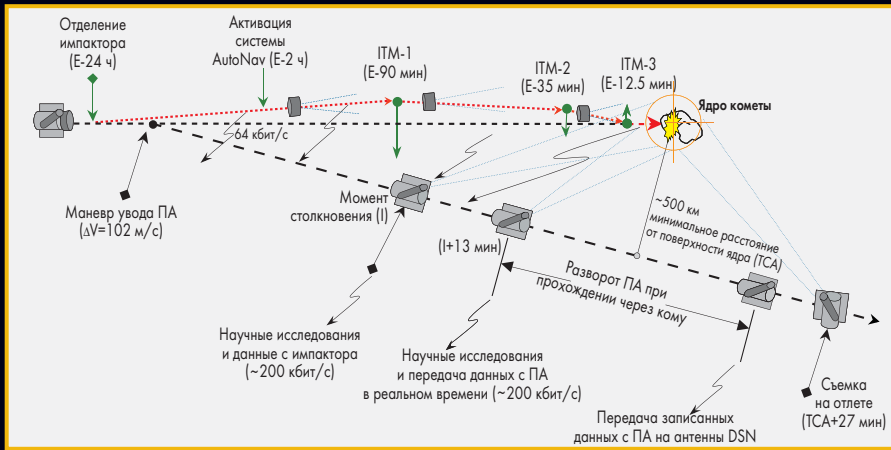 Отделение
импактора
(E-24 ч)
Активация
системы
AutoNav (E-2 ч)
ITM-1
(E-90 мин)
ITM-2
(E-35 мин)
ITM-3
(E-12.5 мин)
Ядро кометы
64 кбит/с
Маневр увода ПА
(ΔV=102 м/с)
Момент
столкновения (I)
(I+13 мин)
~500 км
минимальное расстояние
от поверхности ядра (TCA)
Разворот ПА при
прохождении через кому
Научные исследования
и данные с импактора
(~200 кбит/с)
Научные исследования
и передача данных с ПА
в реальном времени (~200 кбит/с)
Передача записанных
данных с ПА на антенны DSN
Съемка
на отлете
(TCA+27 мин)